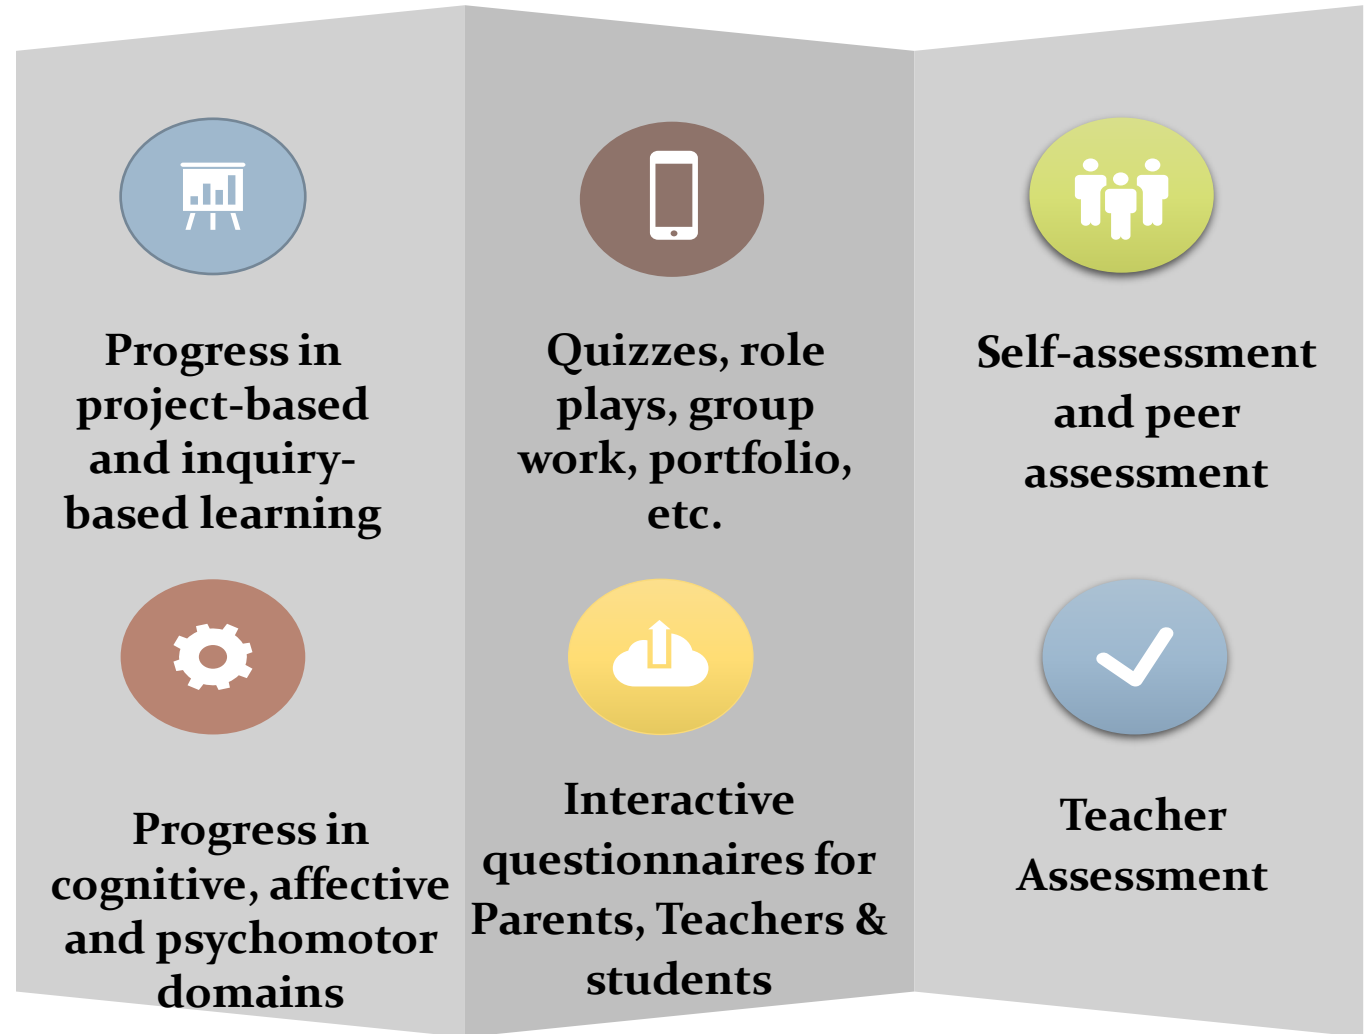 Progress in
project-based
and inquiry-
based learning
Quizzes, role
plays, group
work, portfolio,
etc.
Self-assessment
and peer
assessment
Progress in
cognitive, affective
and psychomotor
domains
Interactive
questionnaires for
Parents, Teachers &
students
Teacher
Assessment